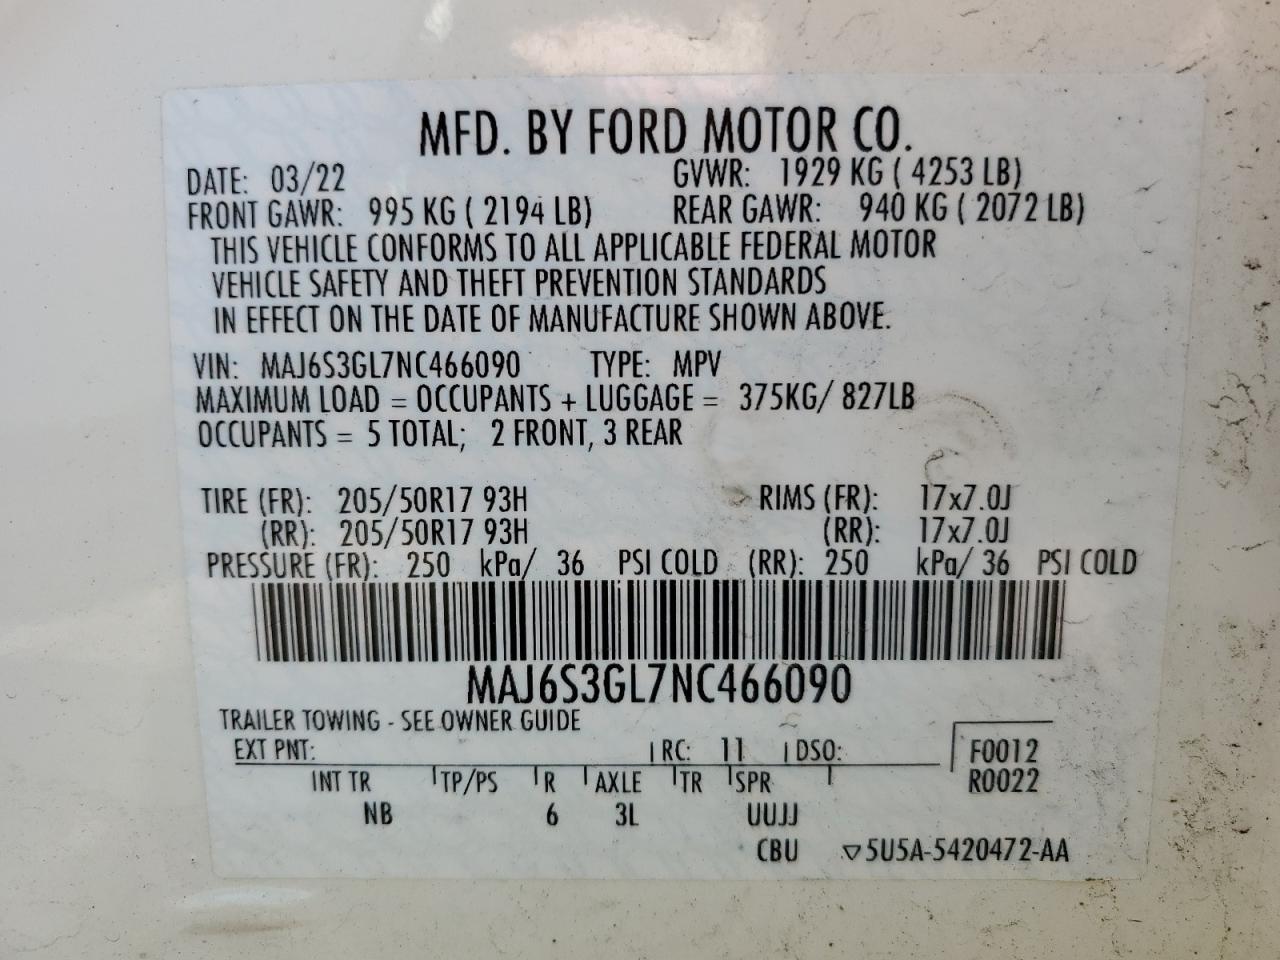 MFD. BY FORD MOTOR CO.
DATE: 03/22 GVWR: 1929 KG ( 4253 LB)
FRONT GAWR: 995 KG ( 2194 LB) REAR GAWR: 940 KG ( 2072 LB)
THIS VEHICLE CONFORMS TO ALL APPLICABLE FEDERAL MOTOR
VEHICLE SAFETY AND THEFT PREVENTION STANDARDS
IN EFFECT ON THE DATE OF MANUFACTURE SHOWN ABOVE.
VIN: MAJ6S3GL7NC466090 TYPE: MPV
MAXIMUM LOAD = OCCUPANTS + LUGGAGE = 375KG/ 827LB
OCCUPANTS = 5 TOTAL; 2 FRONT, 3 REAR
TIRE (FR): 205/50R17 93H RIMS (FR): 17x7.0J
(RR): 205/50R17 93H (RR): 17x7.0J
PRESSURE (FR): 250 kPa/ 36 PSI COLD (RR): 250 kPa/ 36 PSI COLD
MAJ6S3GL7NC466090
TRAILER TOWING - SEE OWNER GUIDE
EXT PNT: RC: 11 DSO: F0012
INT TR TP/PS R AXLE TR SPR R0022
NB 6 3L UUJJ
CBU ▽5U5A-5420472-AA